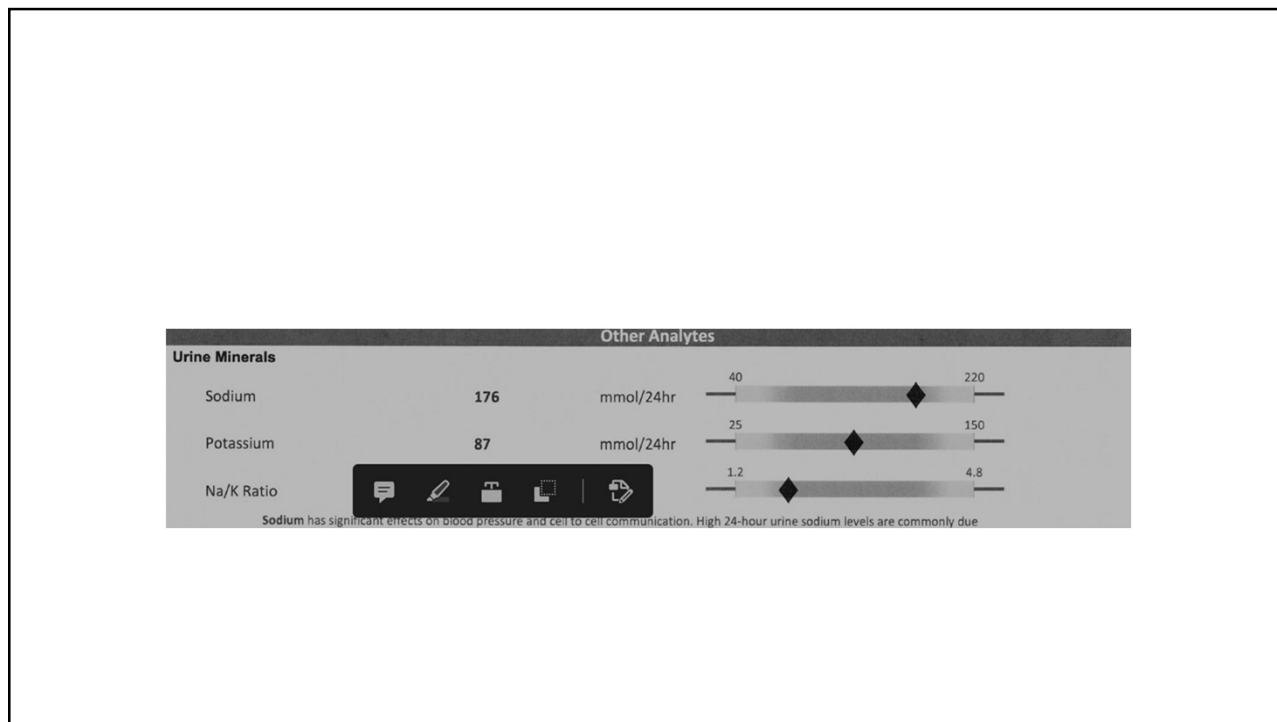 Other Analytes
Urine Minerals
Sodium 176 mmol/24hr 40 220
Potassium 87 mmol/24hr 25 150
Na/K Ratio 1.2 4.8
Sodium has significant effects on blood pressure and cell to cell communication. High 24-hour urine sodium levels are commonly due